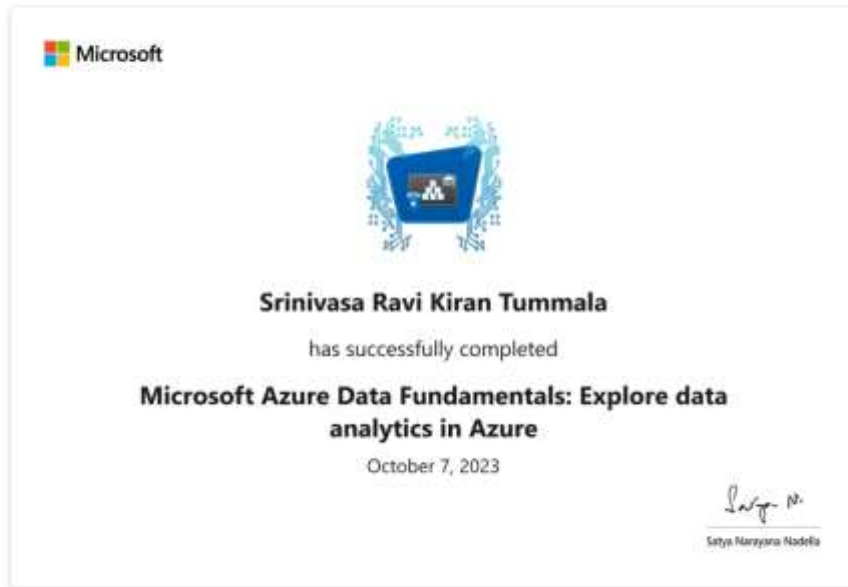 Microsoft
Srinivasa Ravi Kiran Tummala
has successfully completed
Microsoft Azure Data Fundamentals: Explore data
analytics in Azure
October 7, 2023
Satya N.
Satya Narayana Nadella